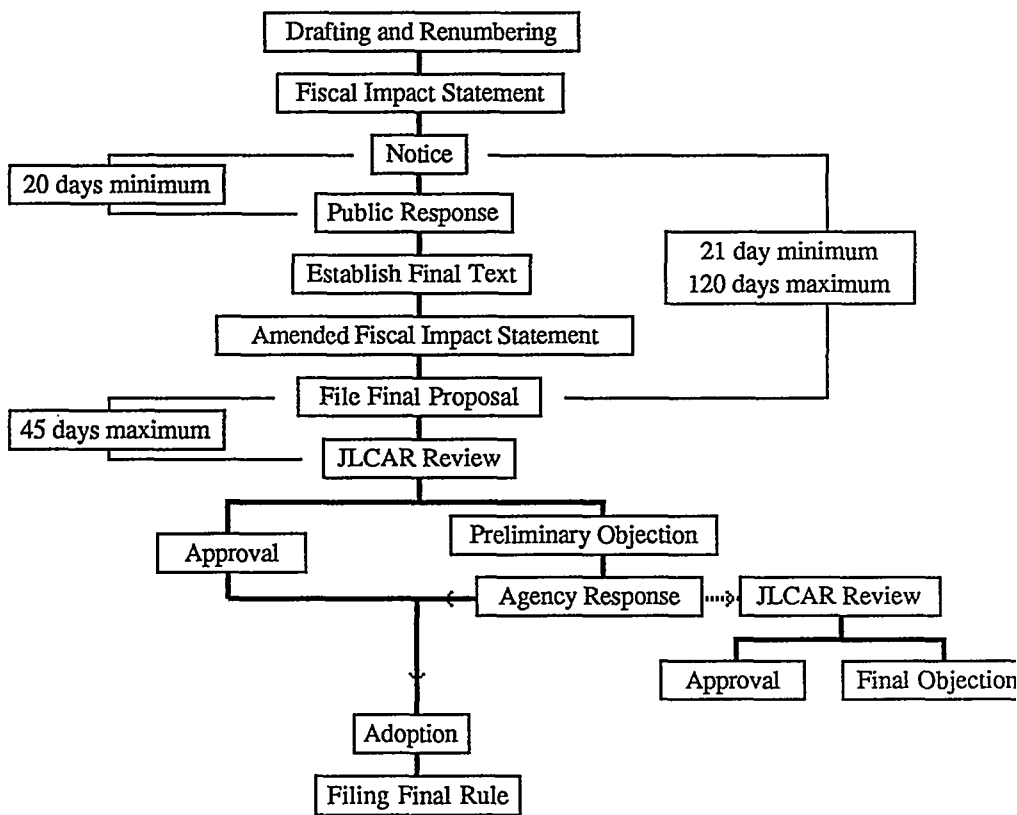 Drafting and Renumbering
Fiscal Impact Statement
Notice
20 days minimum
Public Response
21 day minimum
120 days maximum
Establish Final Text
Amended Fiscal Impact Statement
File Final Proposal
45 days maximum
JLCAR Review
Approval
Preliminary Objection
Agency Response
JLCAR Review
Approval
Final Objection
Adoption
Filing Final Rule